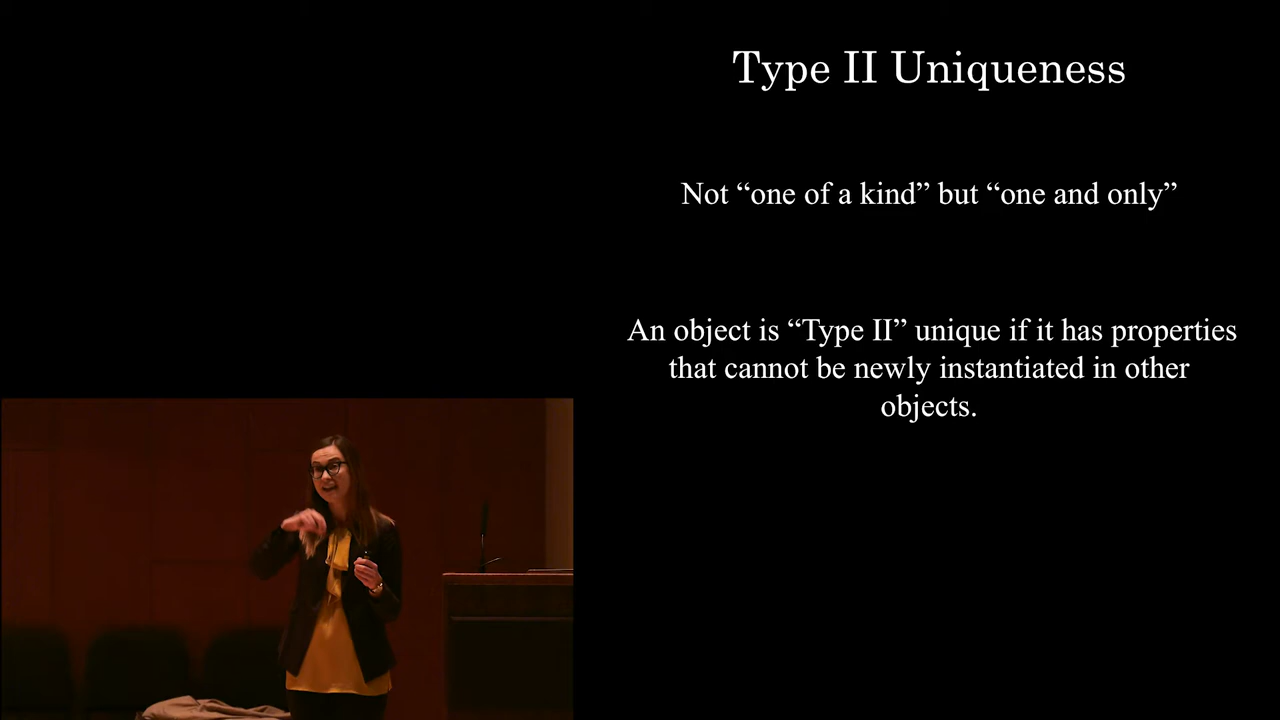 Type II Uniqueness
Not “one of a kind” but “one and only”
An object is “Type II” unique if it has properties
that cannot be newly instantiated in other
objects.